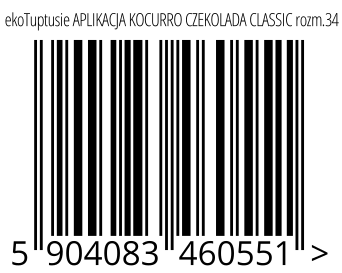 ekoTuptusie APLIKACJA KOCURRO CZEKOLADA CLASSIC rozm.34
5 904083 460551 >